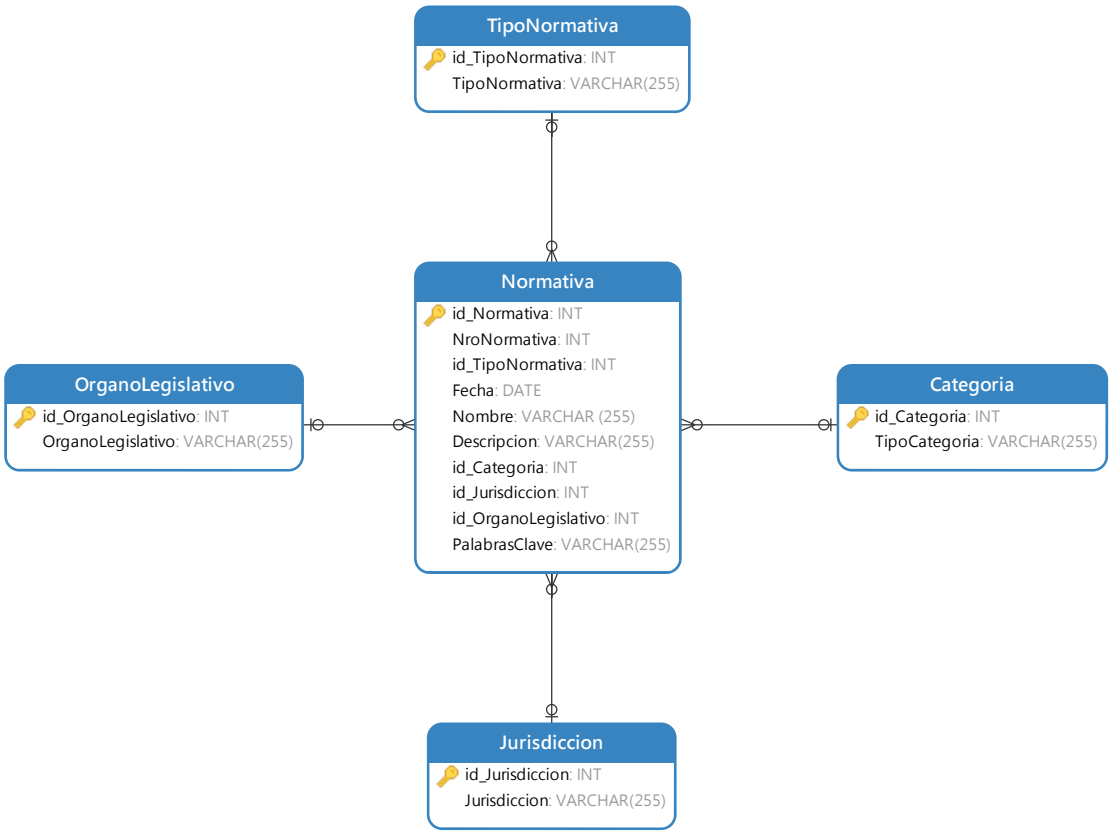 TipoNormativa
id_TipoNormativa: INT
TipoNormativa: VARCHAR(255)
Normativa
id_Normativa: INT
NroNormativa: INT
id_TipoNormativa: INT
Fecha: DATE
Nombre: VARCHAR (255)
Descripcion: VARCHAR(255)
id_Categoria: INT
id_Jurisdiccion: INT
id_OrganoLegislativo: INT
PalabrasClave: VARCHAR(255)
OrganoLegislativo
id_OrganoLegislativo: INT
OrganoLegislativo: VARCHAR(255)
Categoria
id_Categoria: INT
TipoCategoria: VARCHAR(255)
Jurisdiccion
id_Jurisdiccion: INT
Jurisdiccion: VARCHAR(255)